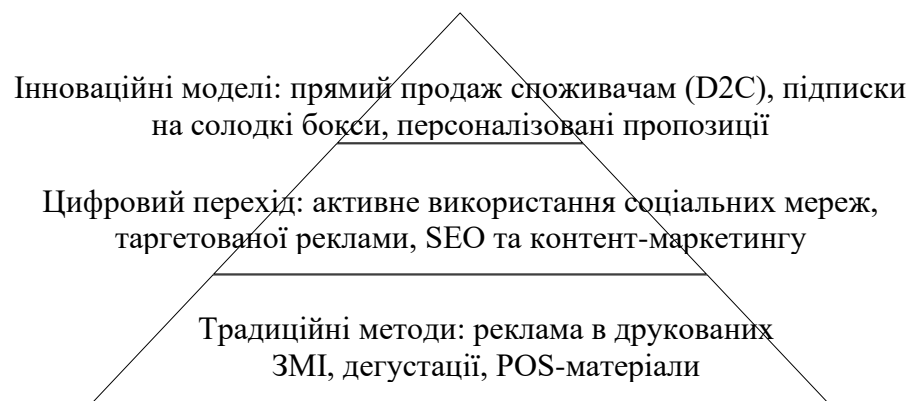 Інноваційні моделі: прямий продаж споживачам (D2C), підписки
на солодкі бокси, персоналізовані пропозиції
Цифровий перехід: активне використання соціальних мереж,
таргетованої реклами, SEO та контент-маркетингу
Традиційні методи: реклама в друкованих
ЗМІ, дегустації, POS-матеріали